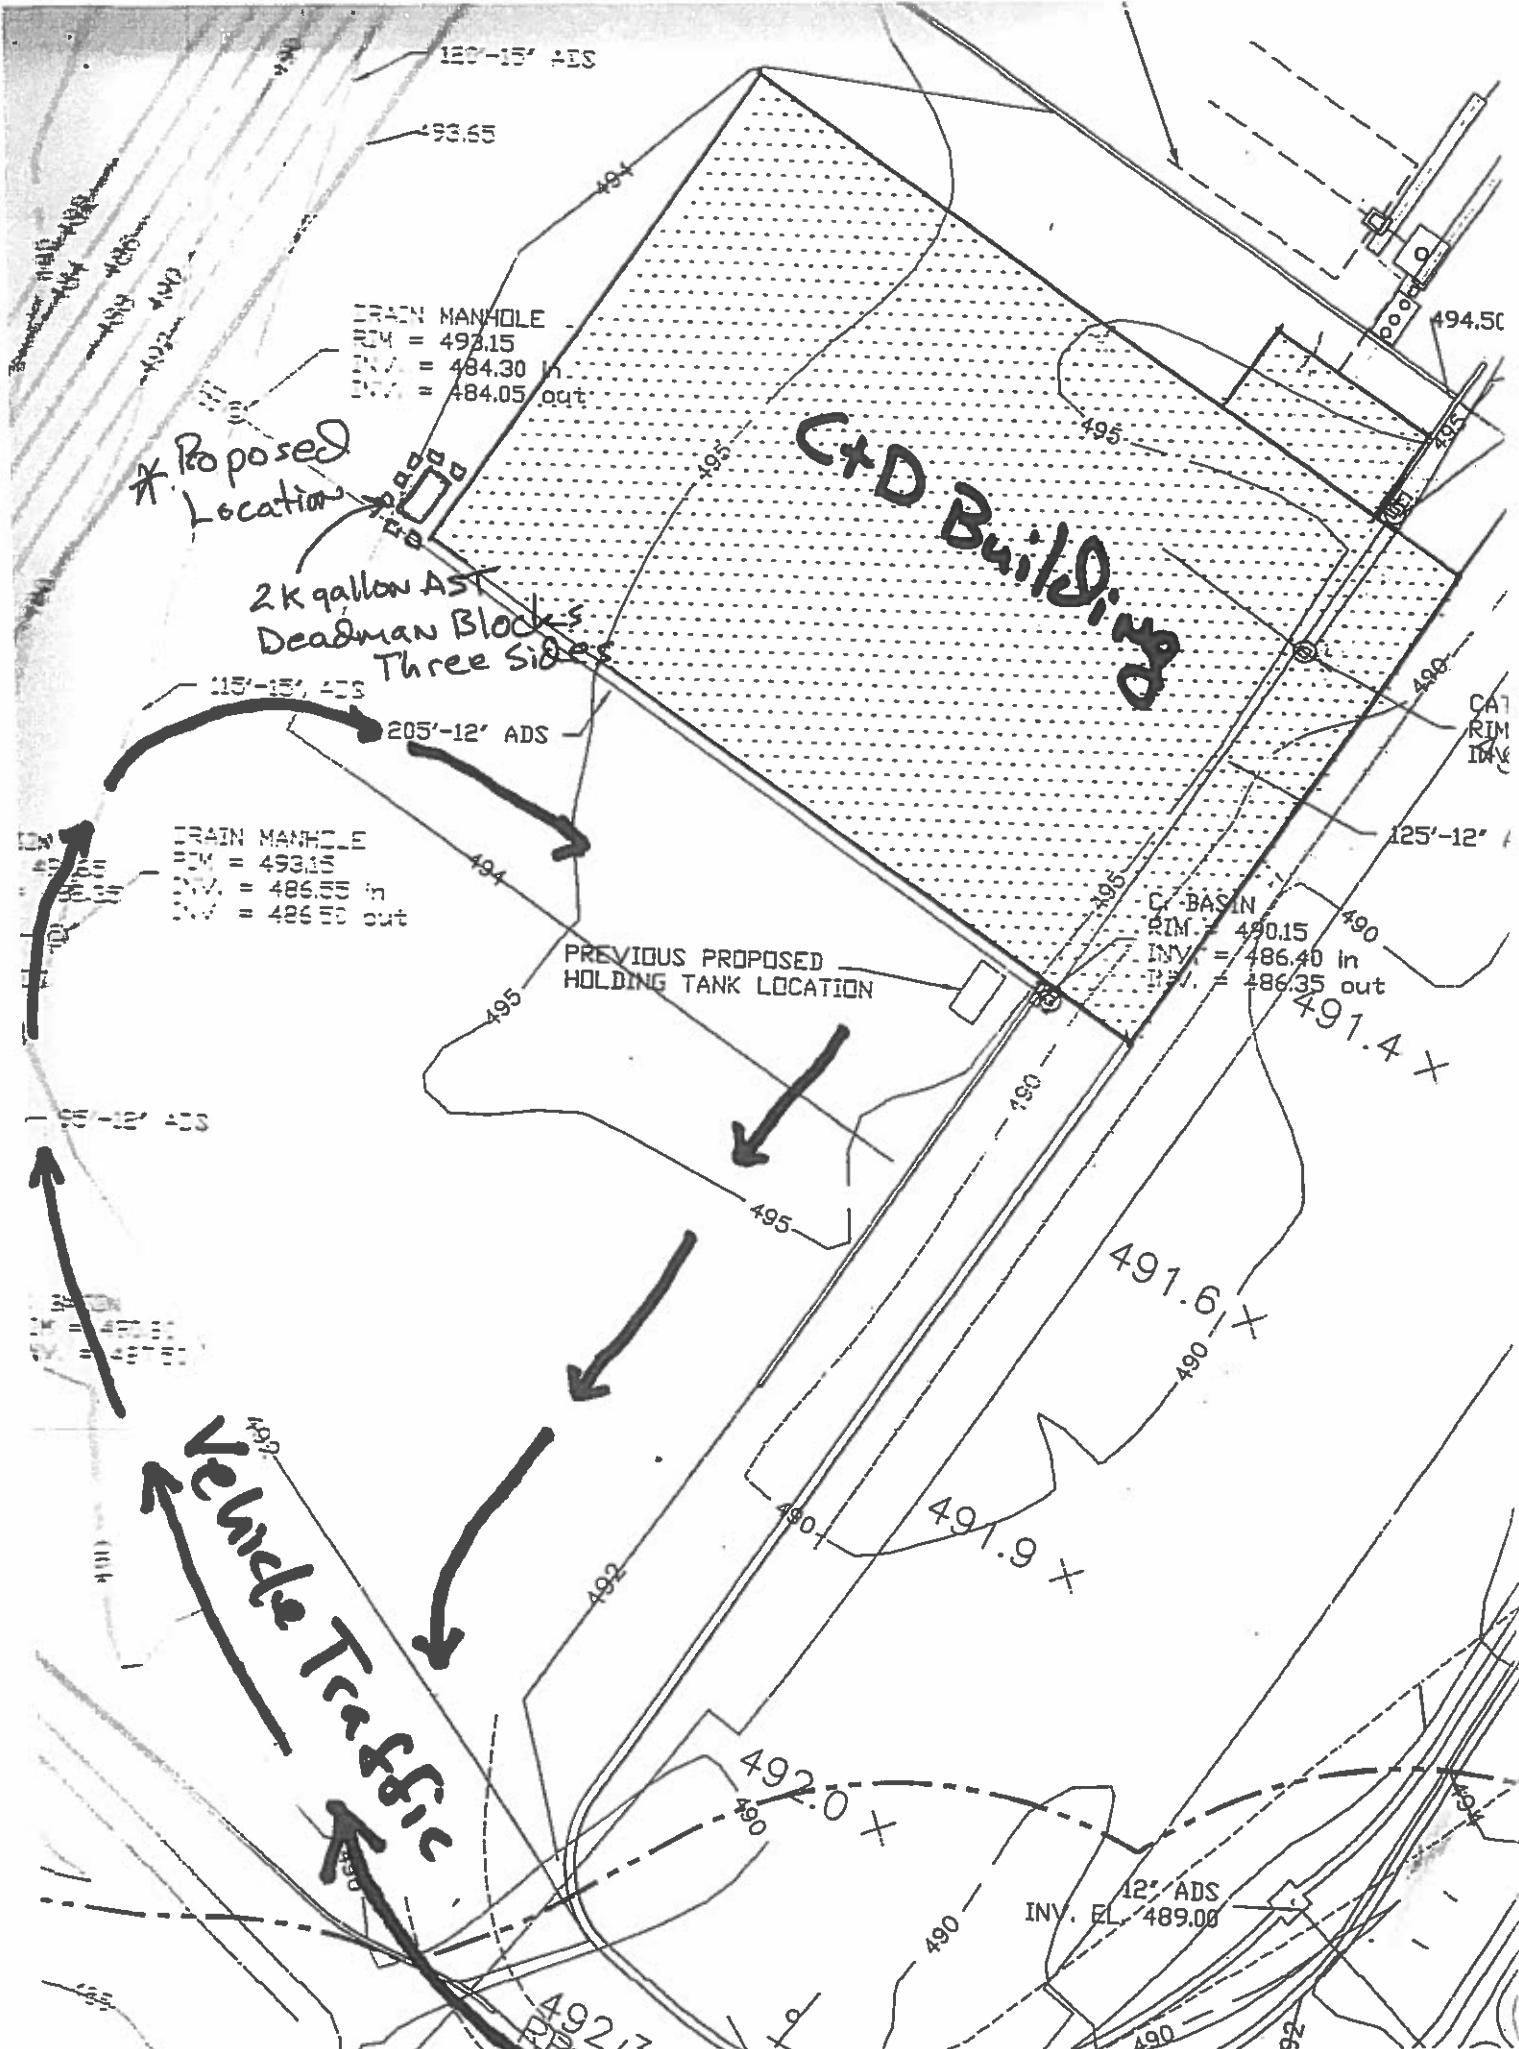 120'-15" ADS
493.65
494
DRAIN MANHOLE
RIM = 493.15
INV. = 484.30 in
INV. = 484.05 out
494.50
495
495
495
* Proposed
Location
C+D Building
2k gallon AST
Deadman Blocks
Three Sides
115'-15" ADS
205'-12" ADS
490
CAT
RIM
INV
125'-12" A
DRAIN MANHOLE
RIM = 493.15
INV. = 486.55 in
INV. = 486.50 out
494
495
C. BASIN
RIM. = 490.15
INV. = 486.40 in
INV. = 486.35 out
490
PREVIOUS PROPOSED
HOLDING TANK LOCATION
495
491.4 X
490
95'-12" ADS
495
491.6 X
490
Vehicle Traffic
492
490
491.9 X
492
492.0 X
490
490
494
12" ADS
INV. EL. 489.00
490
492.7
490
92